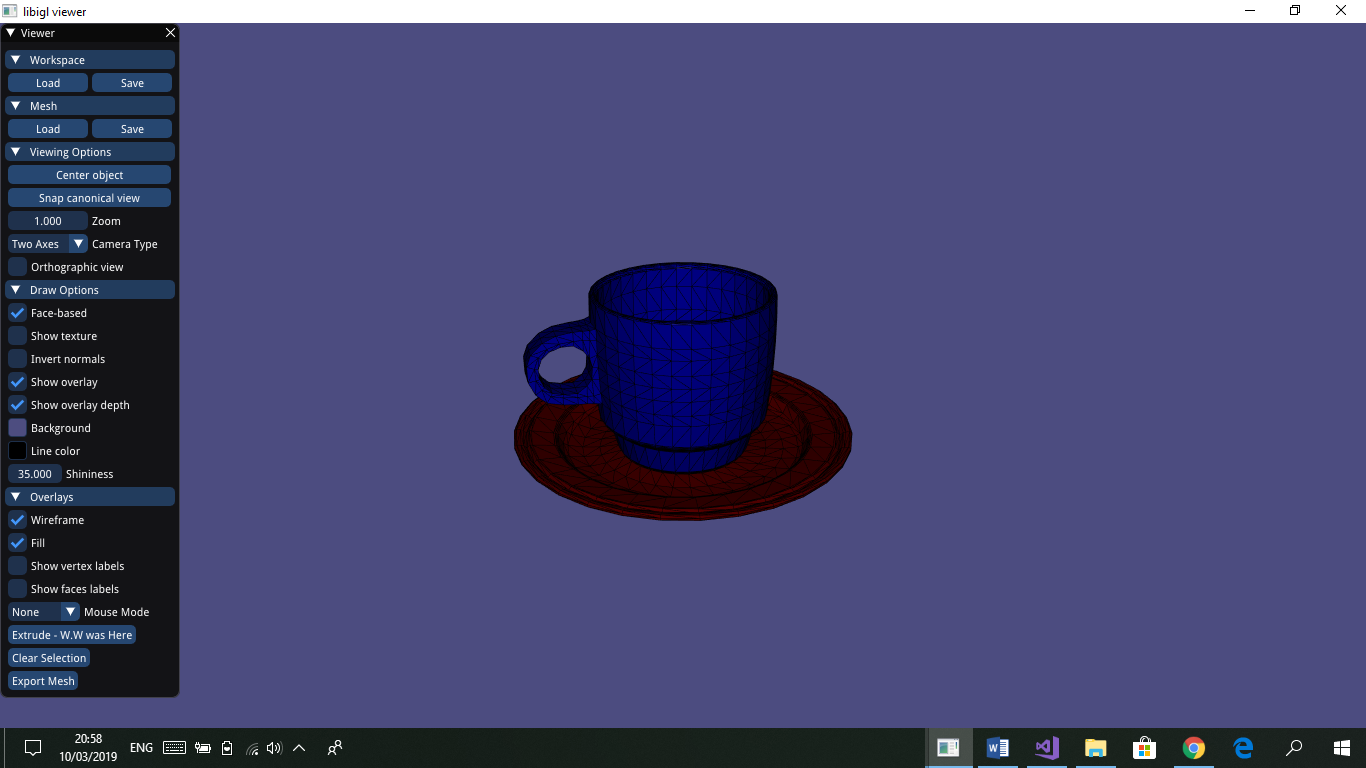 libigl viewer
Viewer
Workspace
Load Save
Mesh
Load Save
Viewing Options
Center object
Snap canonical view
1.000 Zoom
Two Axes Camera Type
Orthographic view
Draw Options
Face-based
Show texture
Invert normals
Show overlay
Show overlay depth
Background
Line color
35.000 Shininess
Overlays
Wireframe
Fill
Show vertex labels
Show faces labels
None Mouse Mode
Extrude - W.W was Here
Clear Selection
Export Mesh
20:58
10/03/2019
ENG